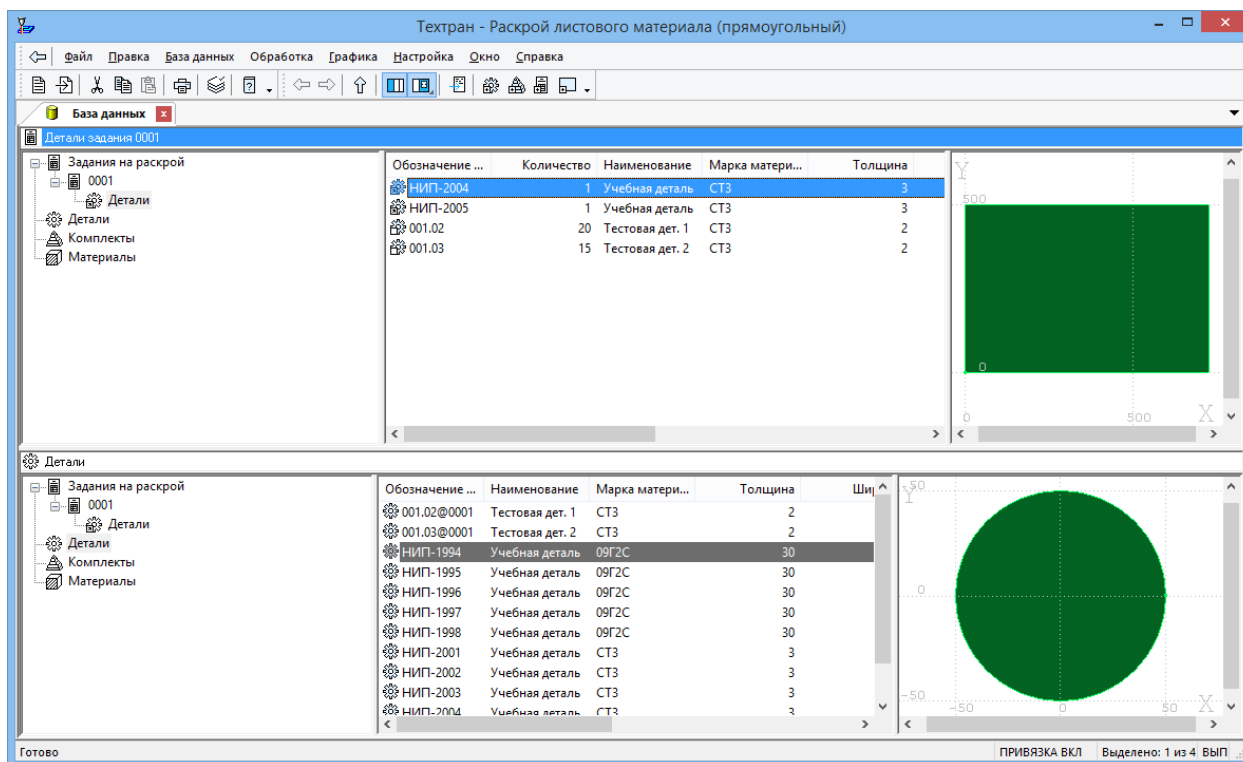 Техтран - Раскрой листового материала (прямоугольный)
Файл Правка База данных Обработка Графика Настройка Окно Справка
База данных
Детали задания 0001
Задания на раскрой
0001
Детали
Детали
Комплекты
Материалы
Обозначение ... Количество Наименование Марка матери... Толщина
НИП-2004 1 Учебная деталь СТ3 3
НИП-2005 1 Учебная деталь СТ3 3
001.02 20 Тестовая дет. 1 СТ3 2
001.03 15 Тестовая дет. 2 СТ3 2
Y
500
0
0 500 X
Детали
Задания на раскрой
0001
Детали
Детали
Комплекты
Материалы
Обозначение ... Наименование Марка матери... Толщина Ши
001.02@0001 Тестовая дет. 1 СТ3 2
001.03@0001 Тестовая дет. 2 СТ3 2
НИП-1994 Учебная деталь 09Г2С 30
НИП-1995 Учебная деталь 09Г2С 30
НИП-1996 Учебная деталь 09Г2С 30
НИП-1997 Учебная деталь 09Г2С 30
НИП-1998 Учебная деталь 09Г2С 30
НИП-2001 Учебная деталь СТ3 3
НИП-2002 Учебная деталь СТ3 3
НИП-2003 Учебная деталь СТ3 3
НИП-2004 Учебная деталь СТ3 3
Y 50
0
-50
-50 0 50 X
Готово ПРИВЯЗКА ВКЛ Выделено: 1 из 4 ВЫП